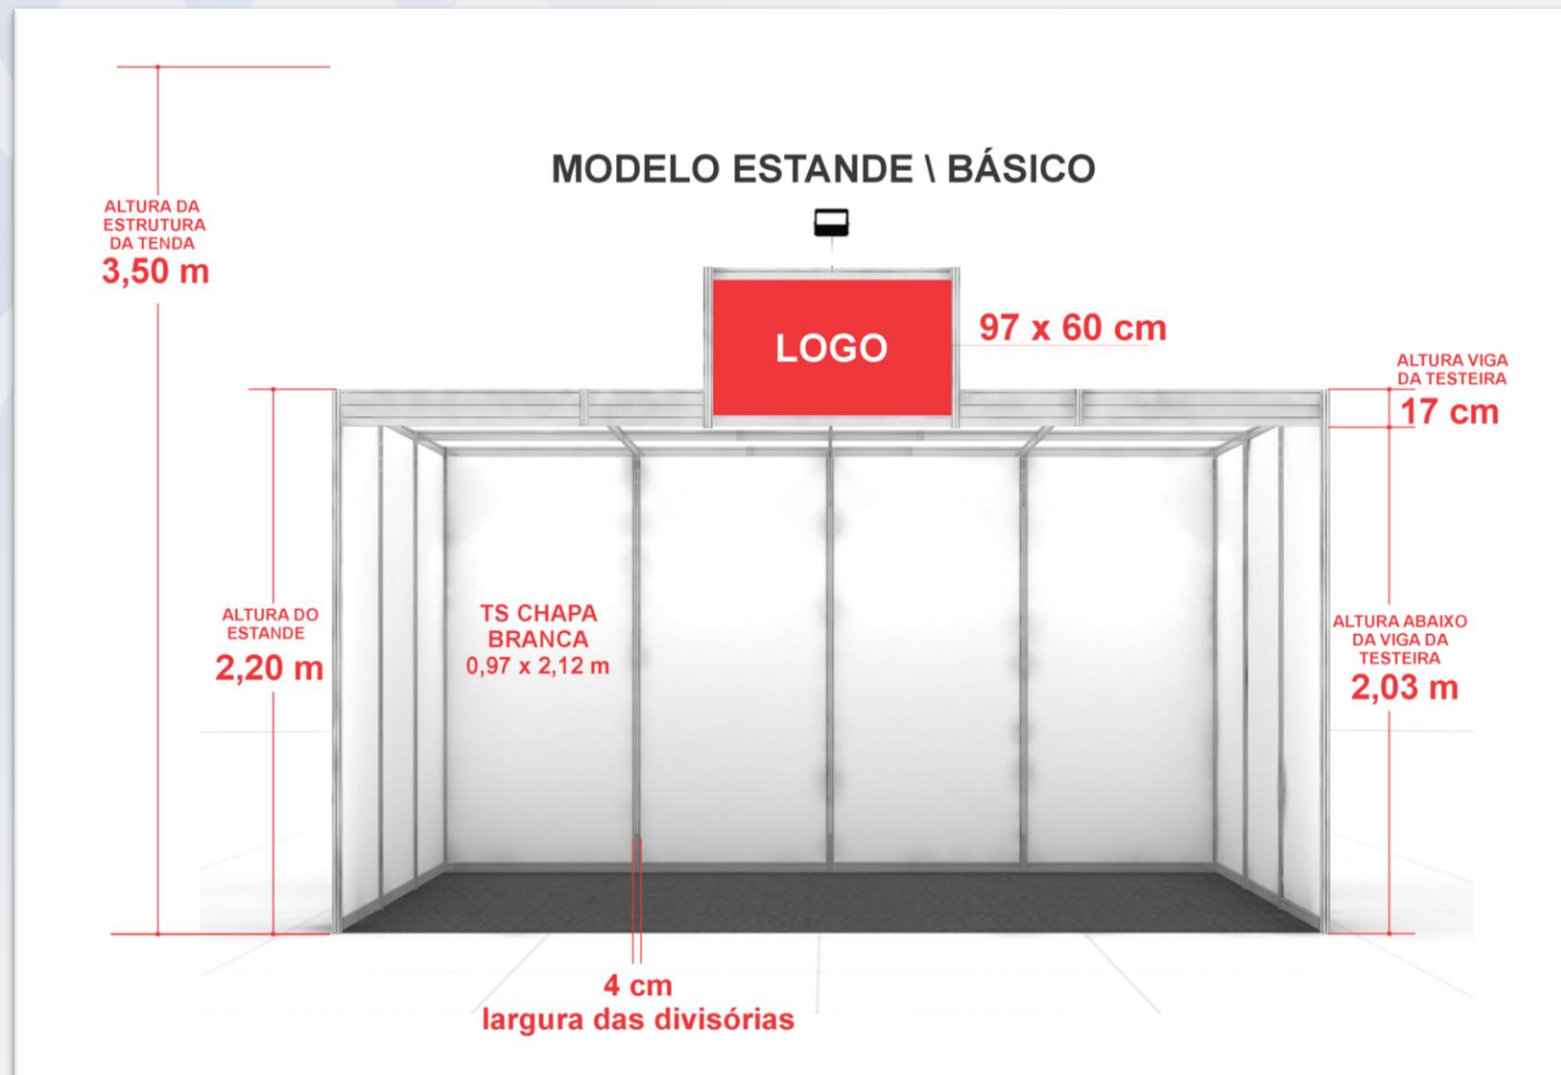 MODELO ESTANDE \ BÁSICO
ALTURA DA
ESTRUTURA
DA TENDA
3,50 m
LOGO
97 x 60 cm
ALTURA VIGA
DA TESTEIRA
17 cm
ALTURA DO
ESTANDE
2,20 m
TS CHAPA
BRANCA
0,97 x 2,12 m
ALTURA ABAIXO
DA VIGA DA
TESTEIRA
2,03 m
4 cm
largura das divisórias